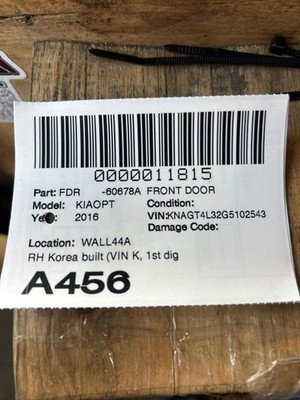 0000011815
Part: FDR -60678A FRONT DOOR
Model: KIAOPT Condition:
Year: 2016 VIN:KNAGT4L32G5102543
Damage Code:
Location: WALL44A
RH Korea built (VIN K, 1st dig
A456